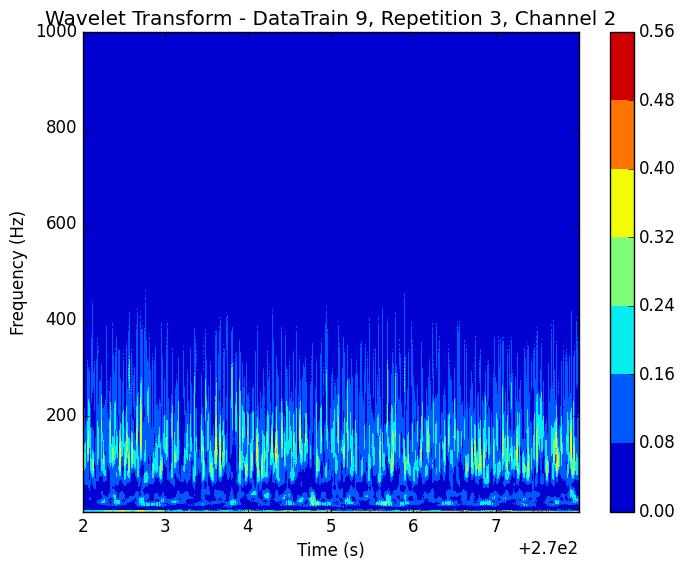 Wavelet Transform - DataTrain 9, Repetition 3, Channel 2
1000
800
600
400
200
Frequency (Hz)
2 3 4 5 6 7
Time (s)
+2.7e2
0.56
0.48
0.40
0.32
0.24
0.16
0.08
0.00